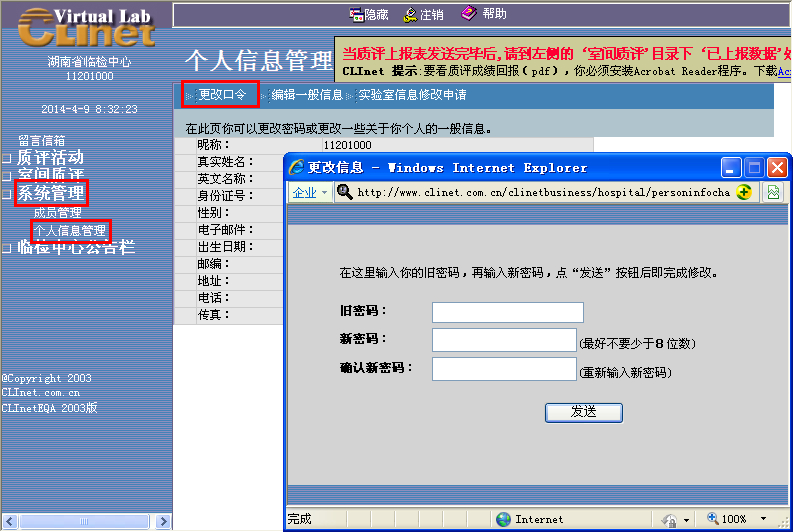 Virtual Lab
CLInet
隐藏 注销 帮助
湖南省临检中心
11201000
2014-4-9 8:32:23
留言信箱
质评活动
室间质评
系统管理
成员管理
个人信息管理
临检中心公告栏
@Copyright 2003
CLInet.com.cn
CLInetEQA 2003版
个人信息管理
当质评上报表发送完毕后,请到左侧的‘室间质评’目录下‘已上报数据’
CLInet 提示:要看质评成绩回报(pdf),你必须安装Acrobat Reader程序。下载
更改口令 编辑一般信息 实验室信息修改申请
在此页你可以更改密码或更改一些关于你个人的一般信息。
昵称: 11201000
真实姓名:
英文名称:
身份证号:
性别:
电子邮件:
出生日期:
邮编:
地址:
电话:
传真:
更改信息 - Windows Internet Explorer
企业 http://www.clinet.com.cn/clinetbusiness/hospital/personinfocha
在这里输入你的旧密码,再输入新密码,点“发送”按钮后即完成修改。
旧密码:
新密码: (最好不要少于8位数)
确认新密码: (重新输入新密码)
发送
完成 Internet 100%